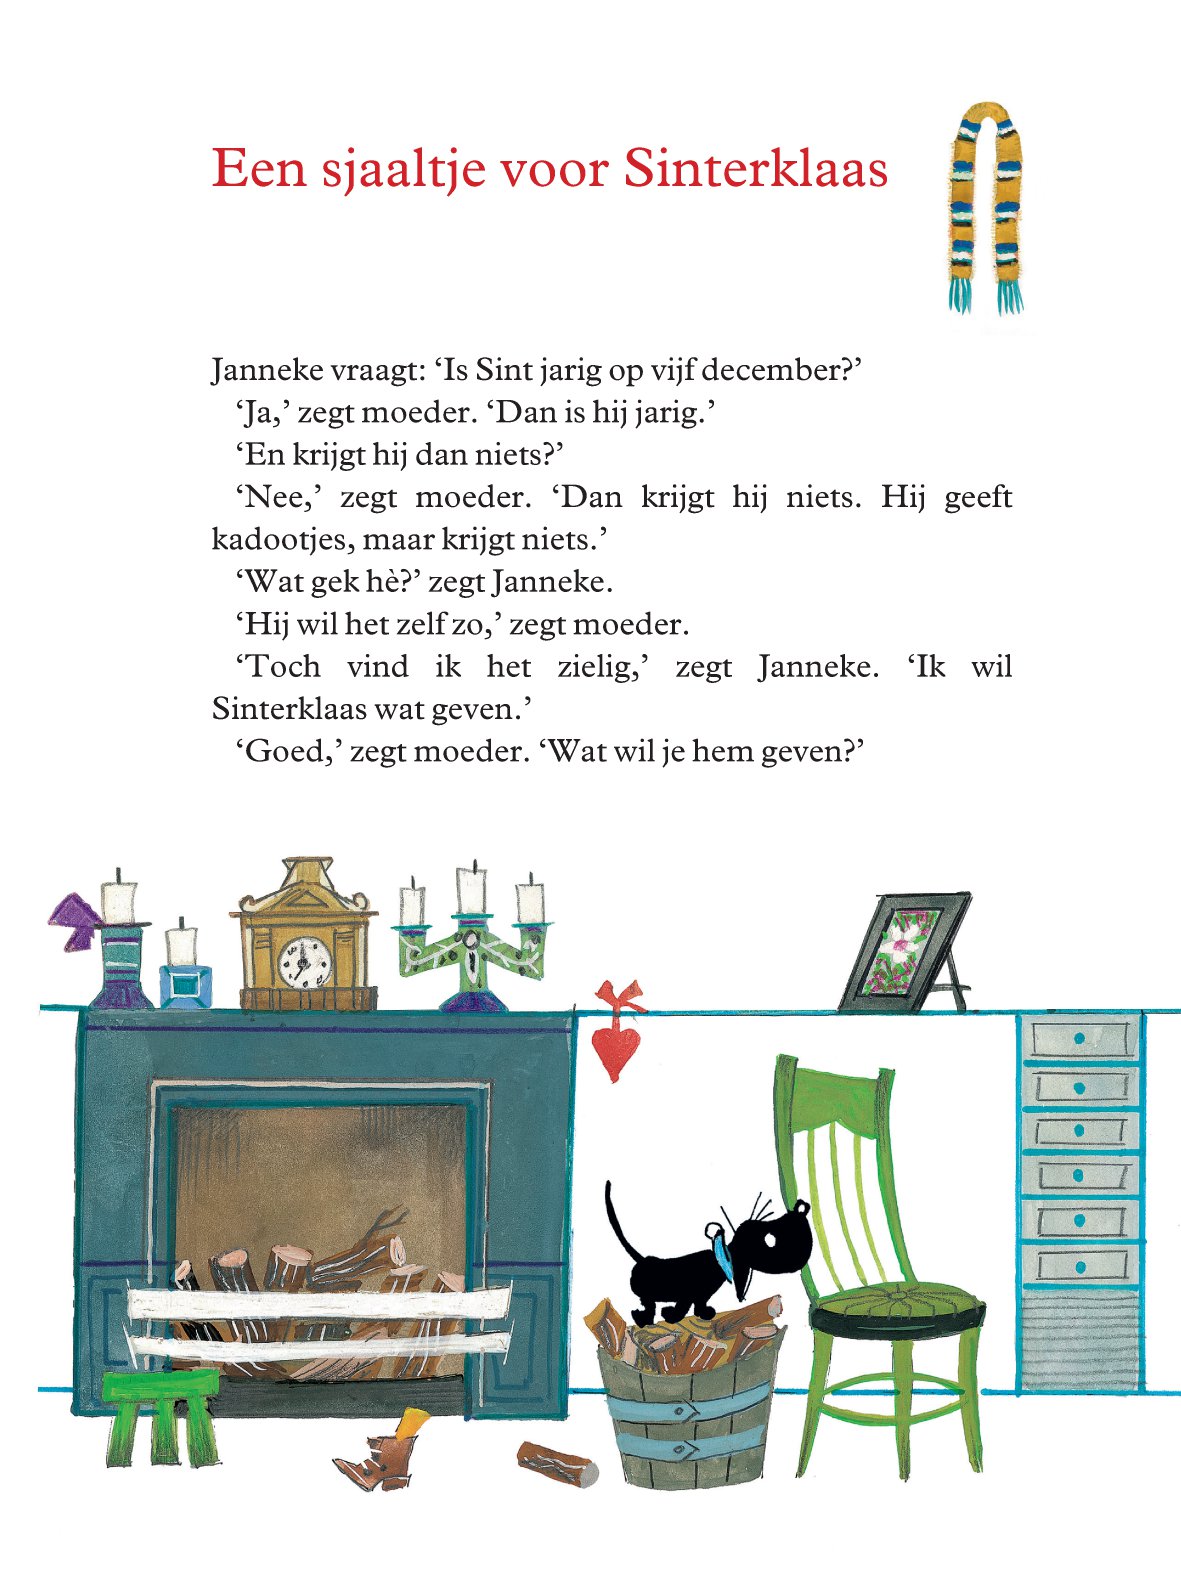 Een sjaaltje voor Sinterklaas
Janneke vraagt: ‘Is Sint jarig op vijf december?’
‘Ja,’ zegt moeder. ‘Dan is hij jarig.’
‘En krijgt hij dan niets?’
‘Nee,’ zegt moeder. ‘Dan krijgt hij niets. Hij geeft
kadootjes, maar krijgt niets.’
‘Wat gek hè?’ zegt Janneke.
‘Hij wil het zelf zo,’ zegt moeder.
‘Toch vind ik het zielig,’ zegt Janneke. ‘Ik wil
Sinterklaas wat geven.’
‘Goed,’ zegt moeder. ‘Wat wil je hem geven?’